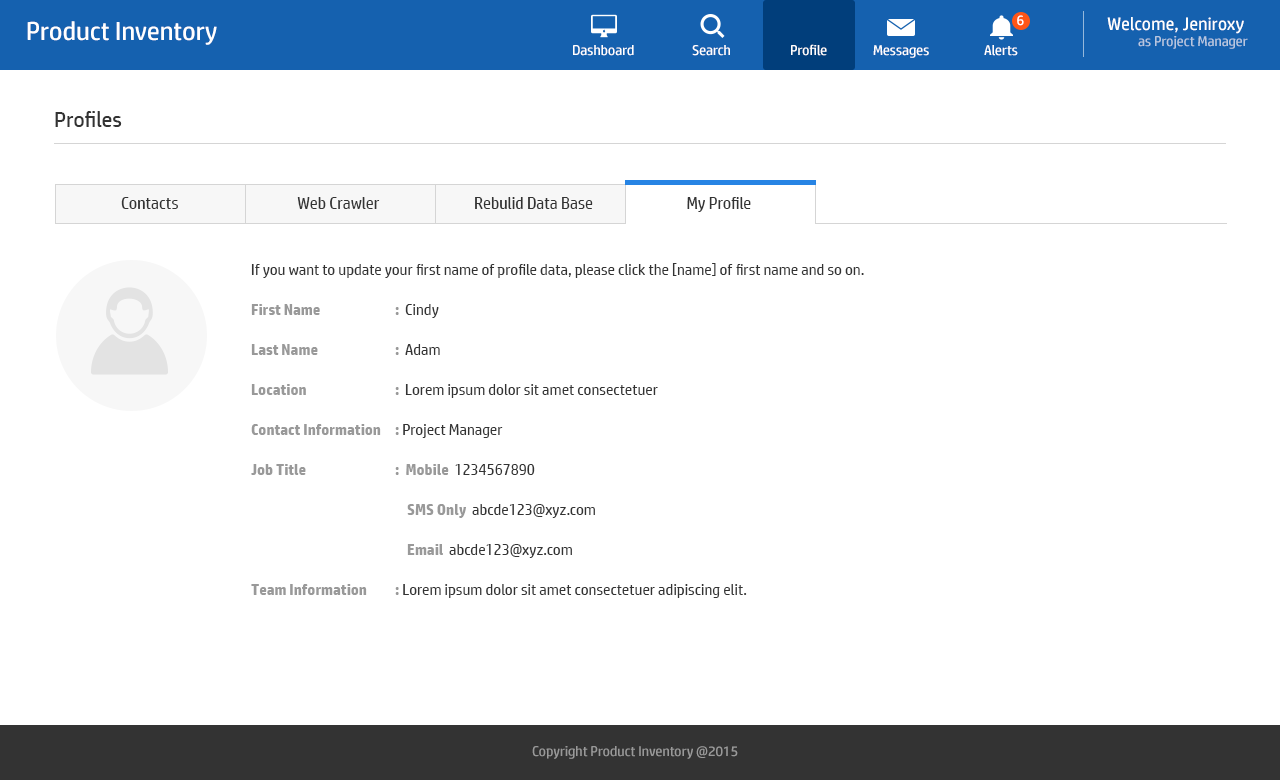 Product Inventory
Dashboard
Search
Profile
Messages
6
Alerts
Welcome, Jeniroxy
as Project Manager
Profiles
Contacts
Web Crawler
Rebulid Data Base
My Profile
If you want to update your first name of profile data, please click the [name] of first name and so on.
First Name : Cindy
Last Name : Adam
Location : Lorem ipsum dolor sit amet consectetuer
Contact Information : Project Manager
Job Title : Mobile 1234567890
SMS Only abcde123@xyz.com
Email abcde123@xyz.com
Team Information : Lorem ipsum dolor sit amet consectetuer adipiscing elit.
Copyright Product Inventory @2015